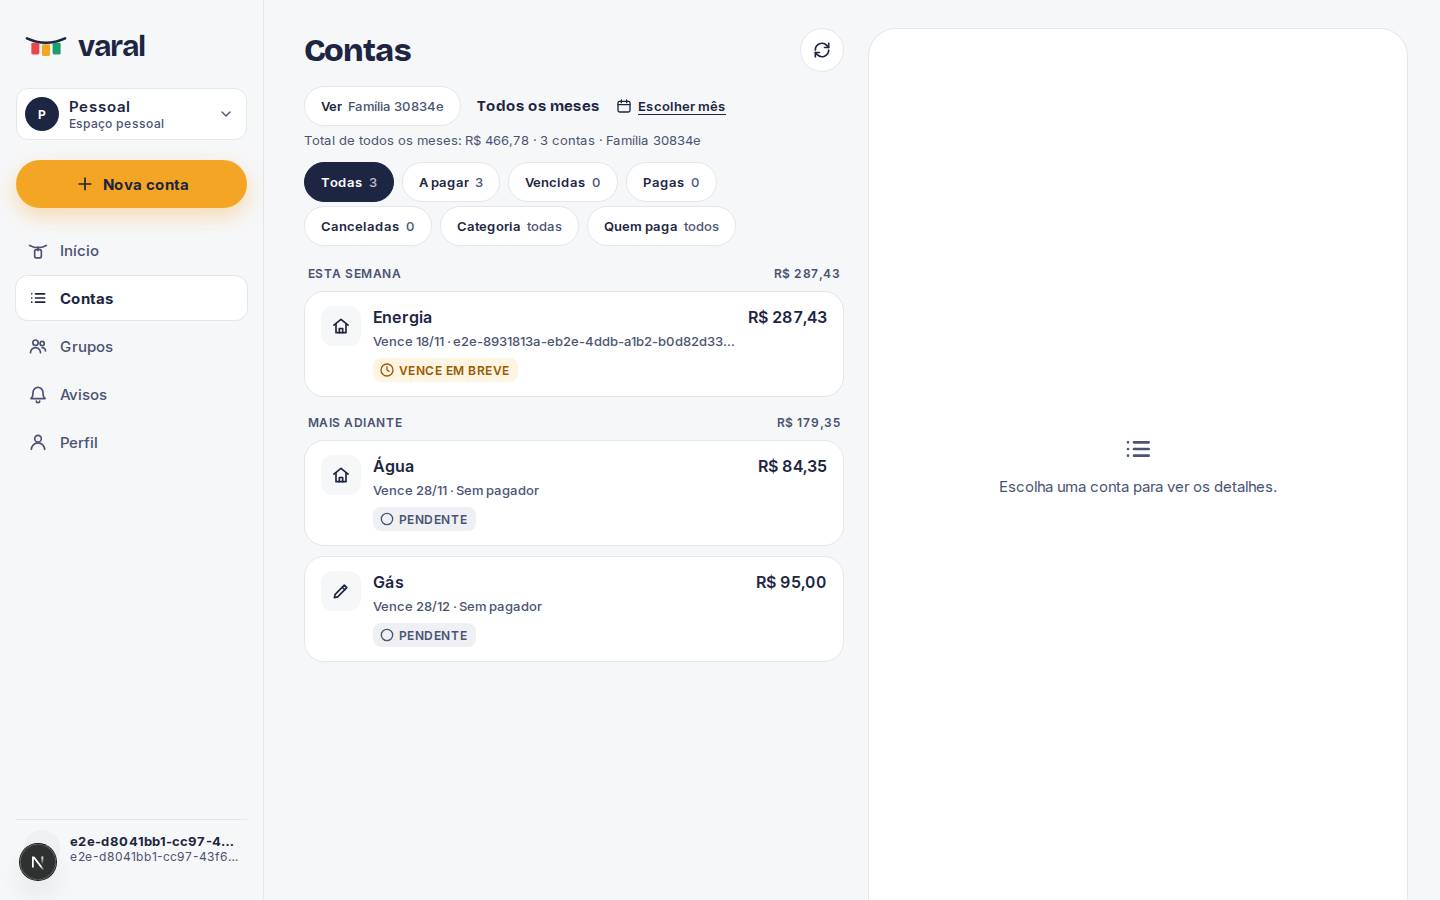 varal
P
Pessoal
Espaço pessoal
Nova conta
Início
Contas
Grupos
Avisos
Perfil
e2e-d8041bb1-cc97-4...
e2e-d8041bb1-cc97-43f6...
N
Contas
Ver Família 30834e
Todos os meses
Escolher mês
Total de todos os meses: R$ 466,78 · 3 contas · Família 30834e
Todas 3
A pagar 3
Vencidas 0
Pagas 0
Canceladas 0
Categoria todas
Quem paga todos
ESTA SEMANA
R$ 287,43
Energia
R$ 287,43
Vence 18/11 · e2e-8931813a-eb2e-4ddb-a1b2-b0d82d33...
VENCE EM BREVE
MAIS ADIANTE
R$ 179,35
Água
R$ 84,35
Vence 28/11 · Sem pagador
PENDENTE
Gás
R$ 95,00
Vence 28/12 · Sem pagador
PENDENTE
Escolha uma conta para ver os detalhes.